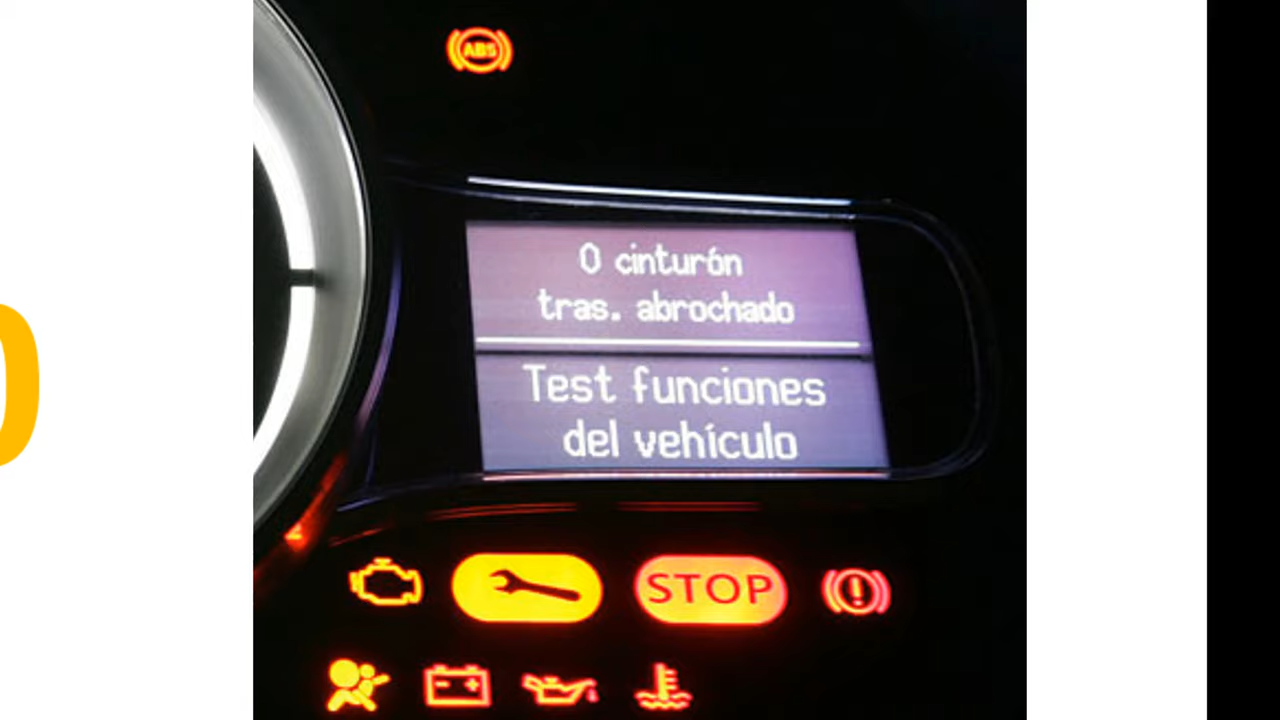 ABS
0 cinturón
tras. abrochado
Test funciones
del vehículo
STOP